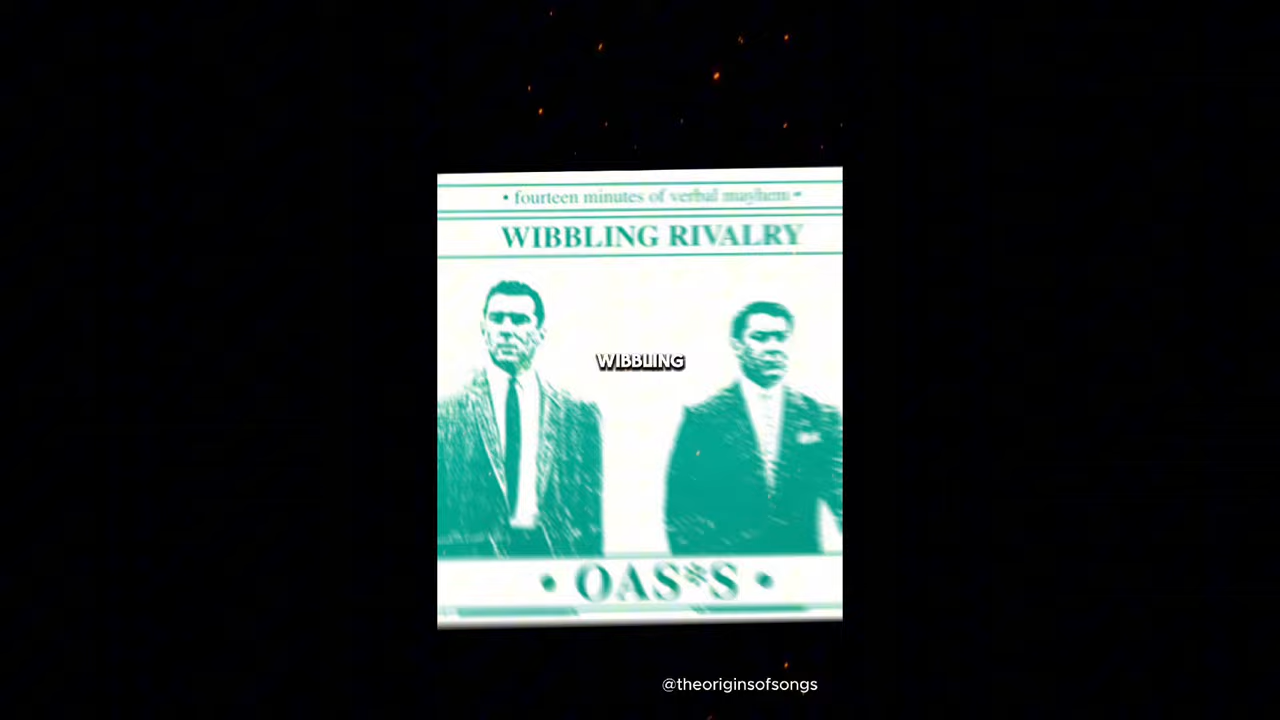 • fourteen minutes of verbal mayhem •
WIBBLING RIVALRY
WIBBLING
• OAS*S •
@theoriginsofsongs